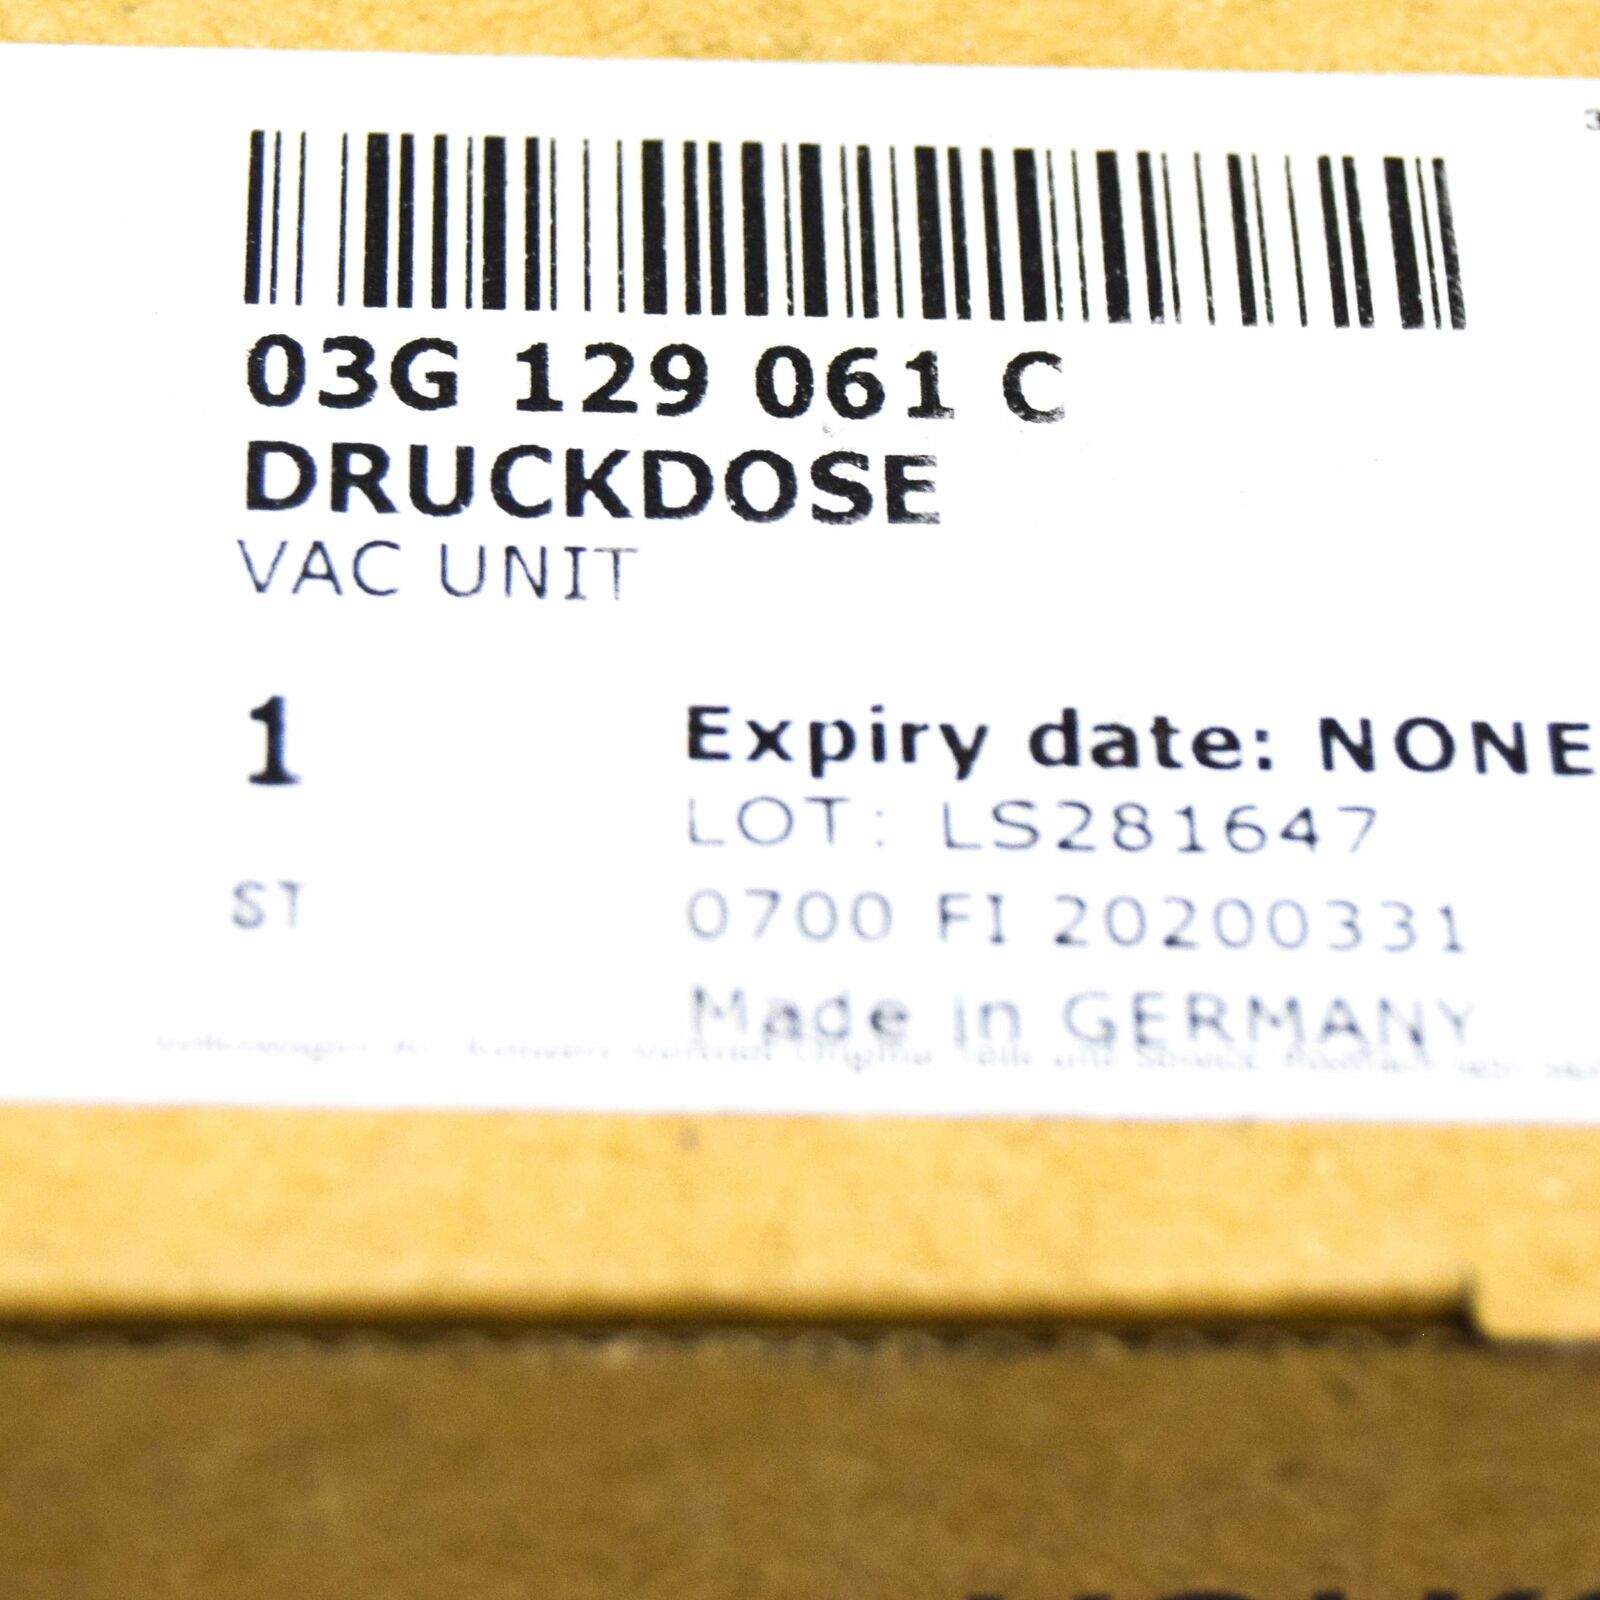 03G 129 061 C
DRUCKDOSE
VAC UNIT
1
Expiry date: NONE
LOT: LS281647
ST
0700 FI 20200331
Made in GERMANY